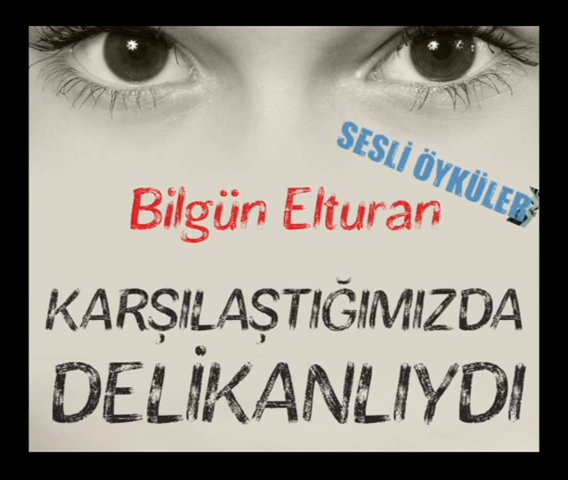 SESLİ ÖYKÜLER
Bilgün Elturan
KARŞILAŞTIĞIMIZDA
DELİKANLIYDI